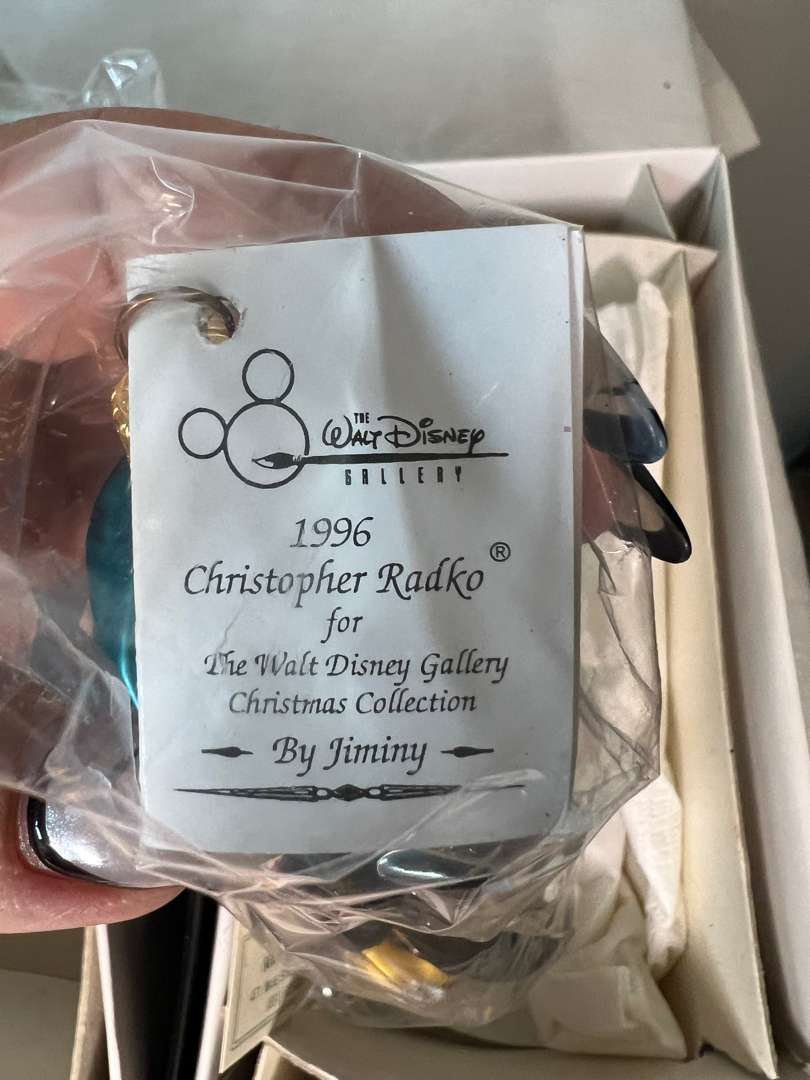 THE
WALT DISNEY
GALLERY
1996
Christopher Radko®
for
The Walt Disney Gallery
Christmas Collection
By Jiminy